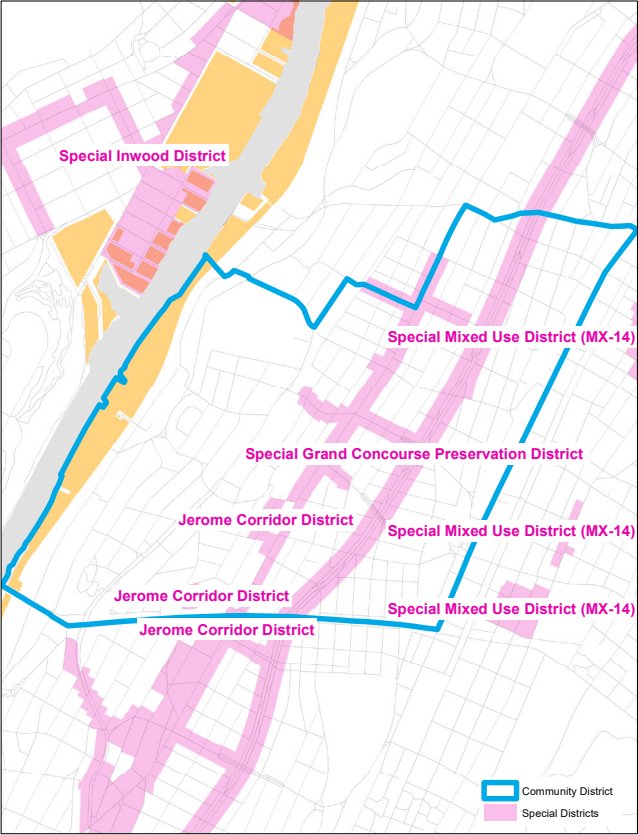 Special Inwood District
Special Mixed Use District (MX-14)
Special Grand Concourse Preservation District
Jerome Corridor District
Special Mixed Use District (MX-14)
Jerome Corridor District
Special Mixed Use District (MX-14)
Jerome Corridor District
Community District
Special Districts